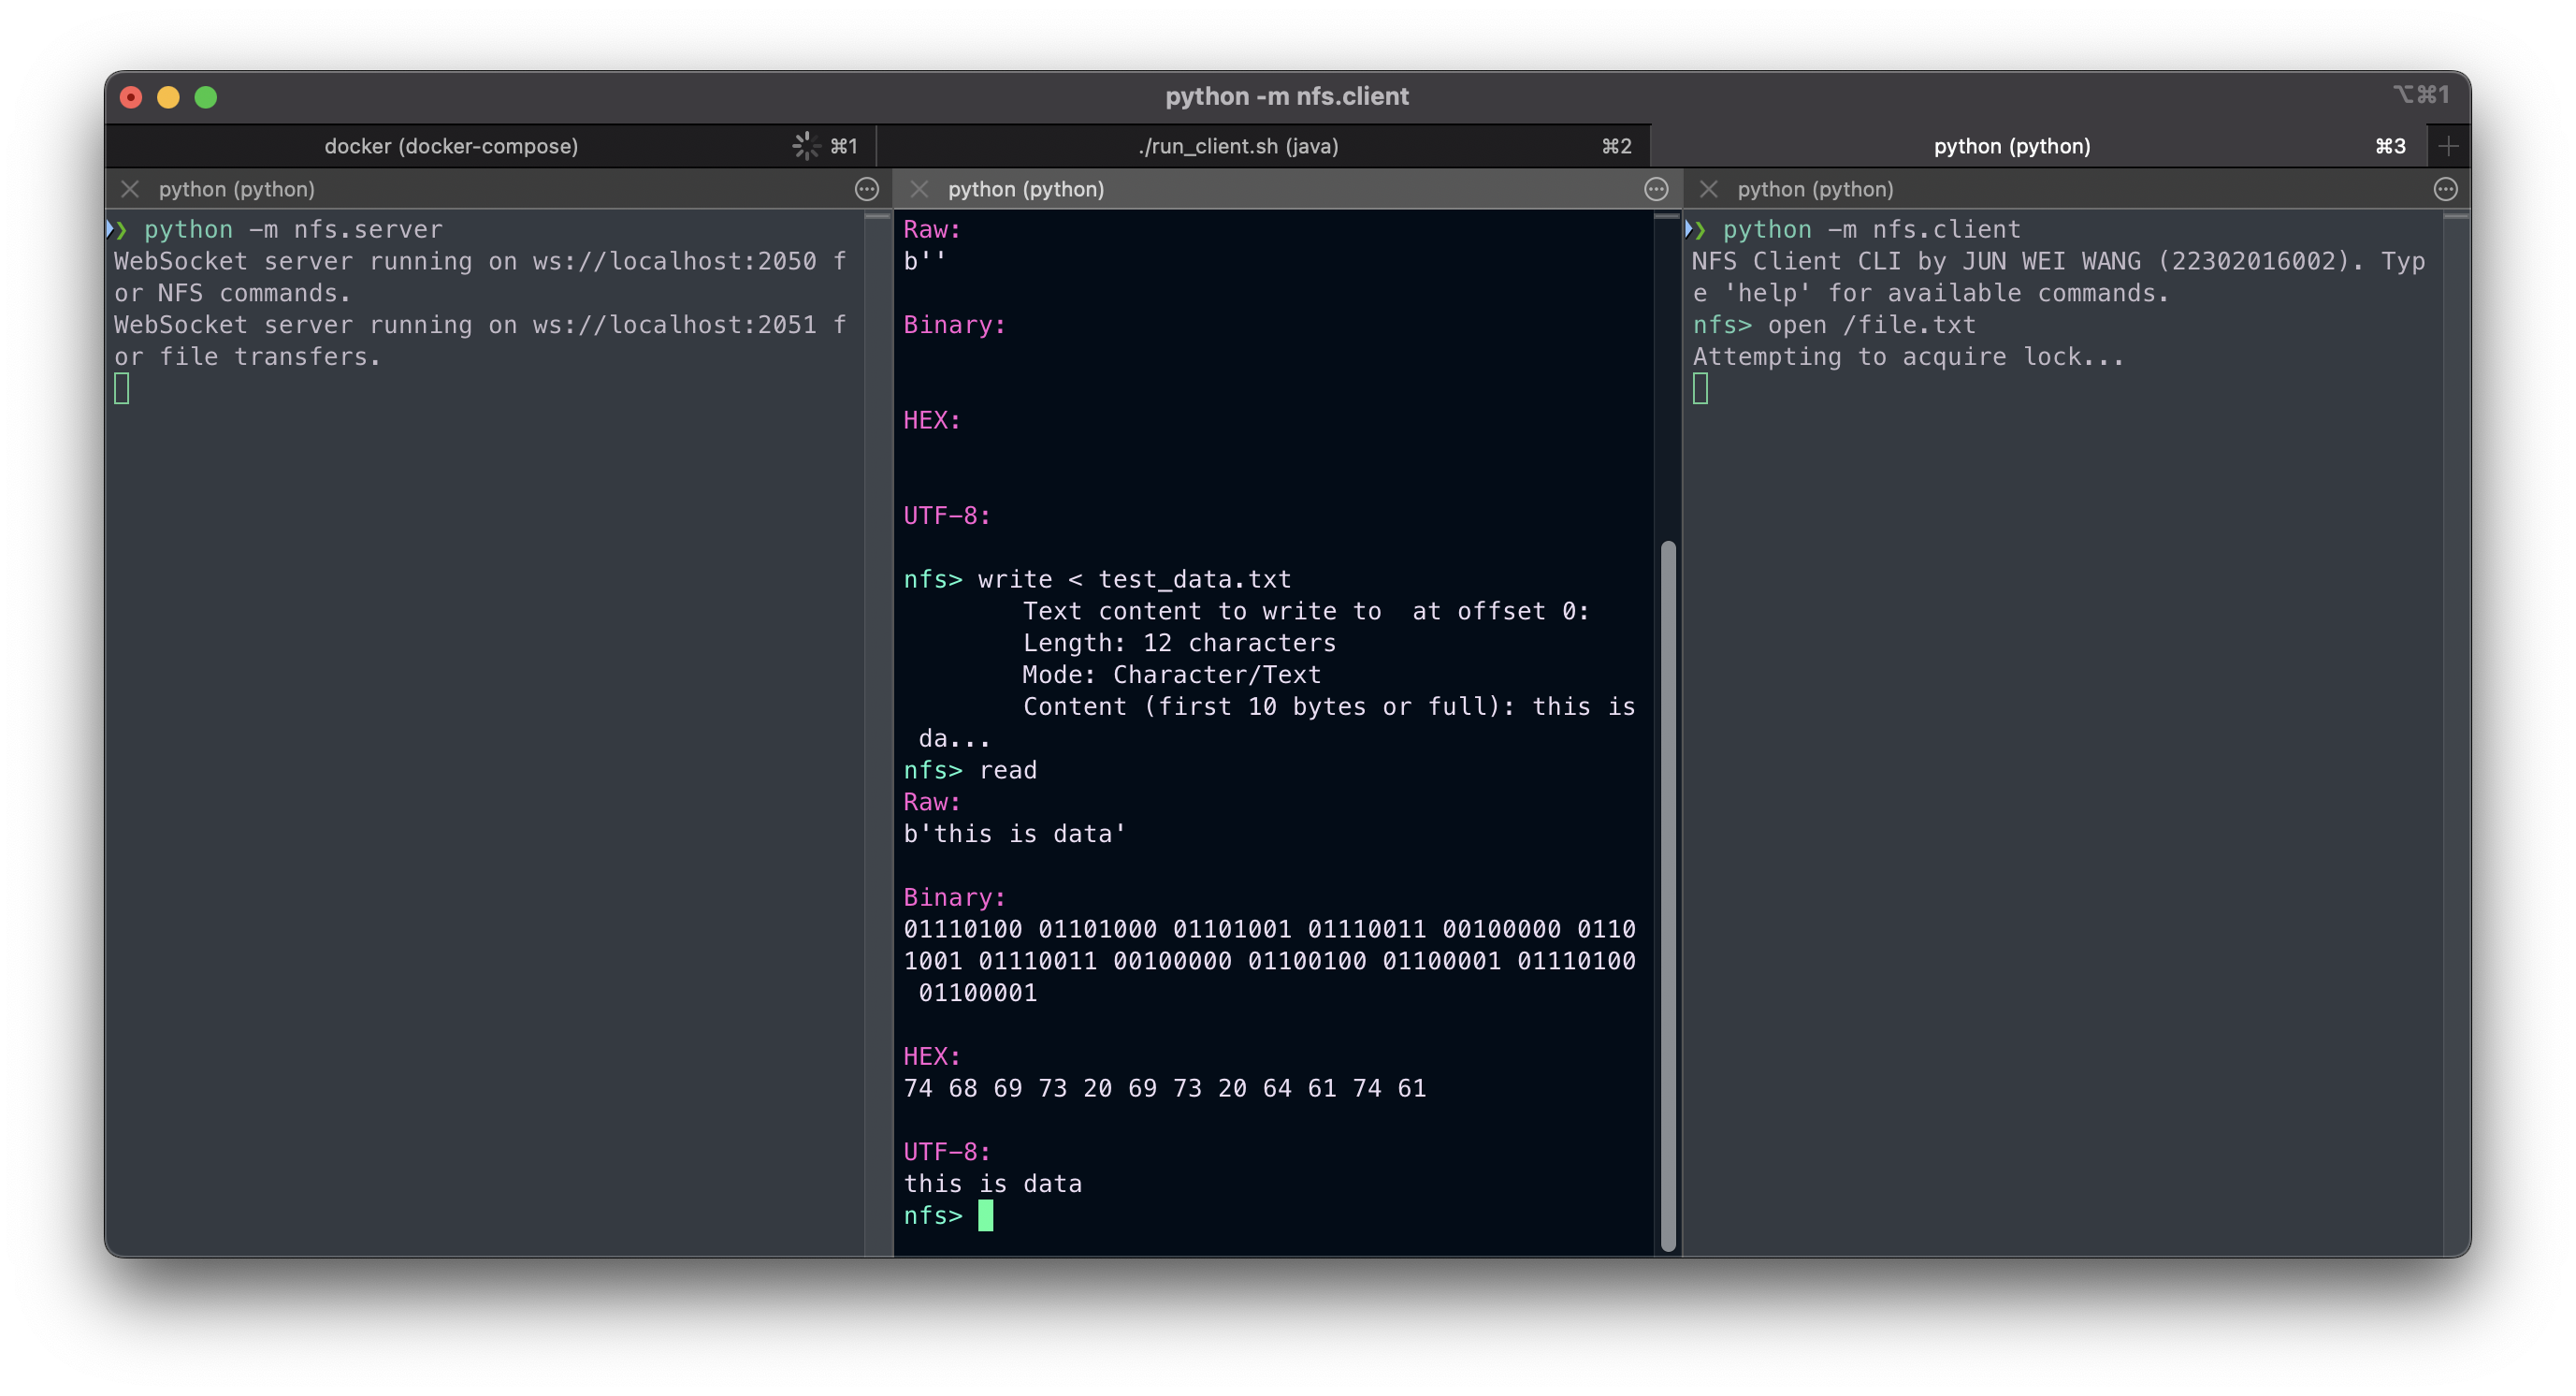 python -m nfs.client
⌥⌘1
docker (docker-compose) ⌘1
./run_client.sh (java) ⌘2
python (python) ⌘3
python (python)
❯ python -m nfs.server
WebSocket server running on ws://localhost:2050 f
or NFS commands.
WebSocket server running on ws://localhost:2051 f
or file transfers.
python (python)
Raw:
b''
Binary:
HEX:
UTF-8:
nfs> write < test_data.txt
Text content to write to  at offset 0:
Length: 12 characters
Mode: Character/Text
Content (first 10 bytes or full): this is
da...
nfs> read
Raw:
b'this is data'
Binary:
01110100 01101000 01101001 01110011 00100000 0110
1001 01110011 00100000 01100100 01100001 01110100
01100001
HEX:
74 68 69 73 20 69 73 20 64 61 74 61
UTF-8:
this is data
nfs>
python (python)
❯ python -m nfs.client
NFS Client CLI by JUN WEI WANG (22302016002). Typ
e 'help' for available commands.
nfs> open /file.txt
Attempting to acquire lock...